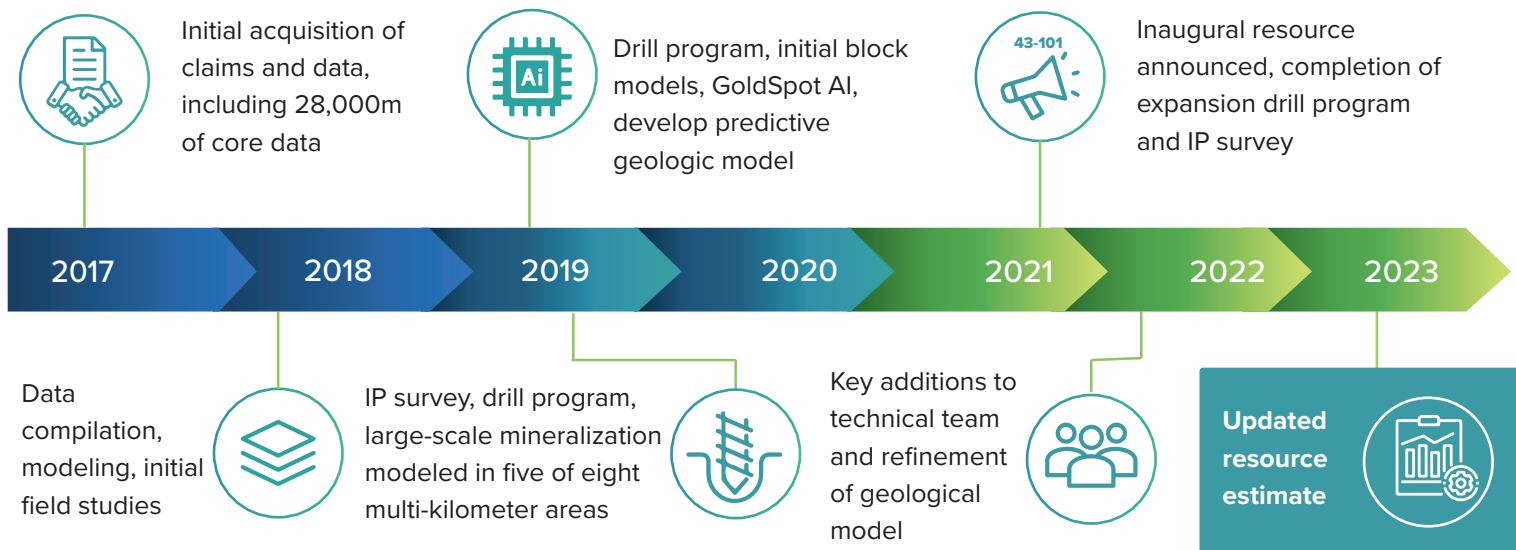 Initial acquisition of
claims and data,
including 28,000m
of core data
Ai
Drill program, initial block
models, GoldSpot AI,
develop predictive
geologic model
43-101
Inaugural resource
announced, completion of
expansion drill program
and IP survey
2017
2018
2019
2020
2021
2022
2023
Data
compilation,
modeling, initial
field studies
IP survey, drill program,
large-scale mineralization
modeled in five of eight
multi-kilometer areas
Key additions to
technical team
and refinement
of geological
model
Updated
resource
estimate